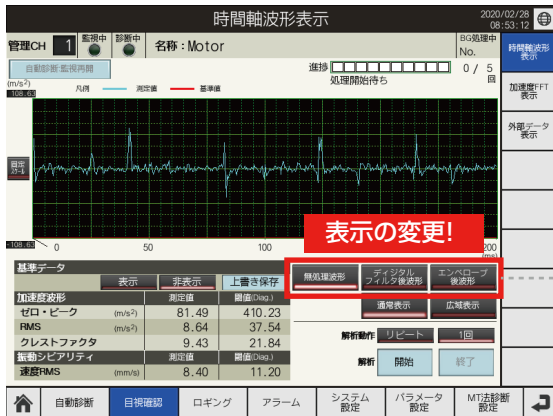 時間軸波形表示
2020/02/28
08:53:12
管理CH 1 監視中 診断中 名称：Motor
BG処理中
No.
時間軸波形
表示
自動診断・監視再開
進捗
0 / 5
回
処理開始待ち
(m/s²)
108.63
凡例 測定値 基準値
加速度FFT
表示
外部データ
表示
固定
スケール
表示の変更!
-108.63
0 50 100 200
(ms)
基準データ
表示 非表示 上書き保存
無処理波形
ディジタル
フィルタ後波形
エンベロープ
後波形
加速度波形 測定値 閾値(Diag.)
通常表示 広域表示
ゼロ・ピーク (m/s²) 81.49 410.23
RMS (m/s²) 8.64 37.54
解析動作 リピート 1回
クレストファクタ 9.43 21.84
振動シビアリティ 測定値 閾値(Diag.)
解析 開始 終了
速度RMS (mm/s) 8.40 11.20
自動診断 目視確認 ロギング アラーム
システム
設定
パラメータ
設定
MT法診断
設定